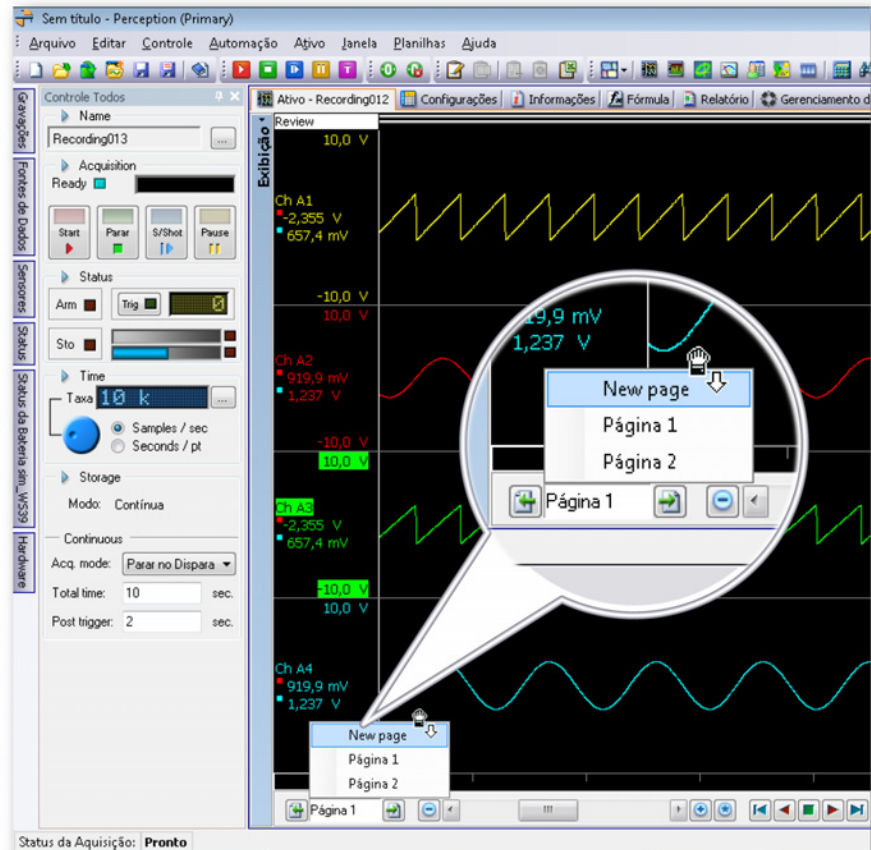 Sem título - Perception (Primary)
Arquivo Editar Controle Automação Ativo Janela Planilhas Ajuda
Controle Todos
Name
Recording013
...
Acquisition
Ready
Start
Parar
S/Shot
Pause
Status
Arm
Trig
0
Sto
Time
Taxa 10 k
...
Samples / sec
Seconds / pt
Storage
Modo: Contínua
Continuous
Acq. mode: Parar no Dispara
Total time: 10 sec.
Post trigger: 2 sec.
Gravações
Fontes de Dados
Sensores
Status
Status da Bateria sim_WS39
Hardware
Ativo - Recording012
Configurações
Informações
Fórmula
Relatório
Gerenciamento d
Exibição
Review
10,0 V
Ch A1
-2,355 V
657,4 mV
-10,0 V
10,0 V
Ch A2
919,9 mV
1,237 V
-10,0 V
10,0 V
Ch A3
-2,355 V
657,4 mV
-10,0 V
10,0 V
Ch A4
919,9 mV
1,237 V
New page
Página 1
Página 2
Página 1
19,9 mV
1,237 V
New page
Página 1
Página 2
Página 1
Status da Aquisição: Pronto